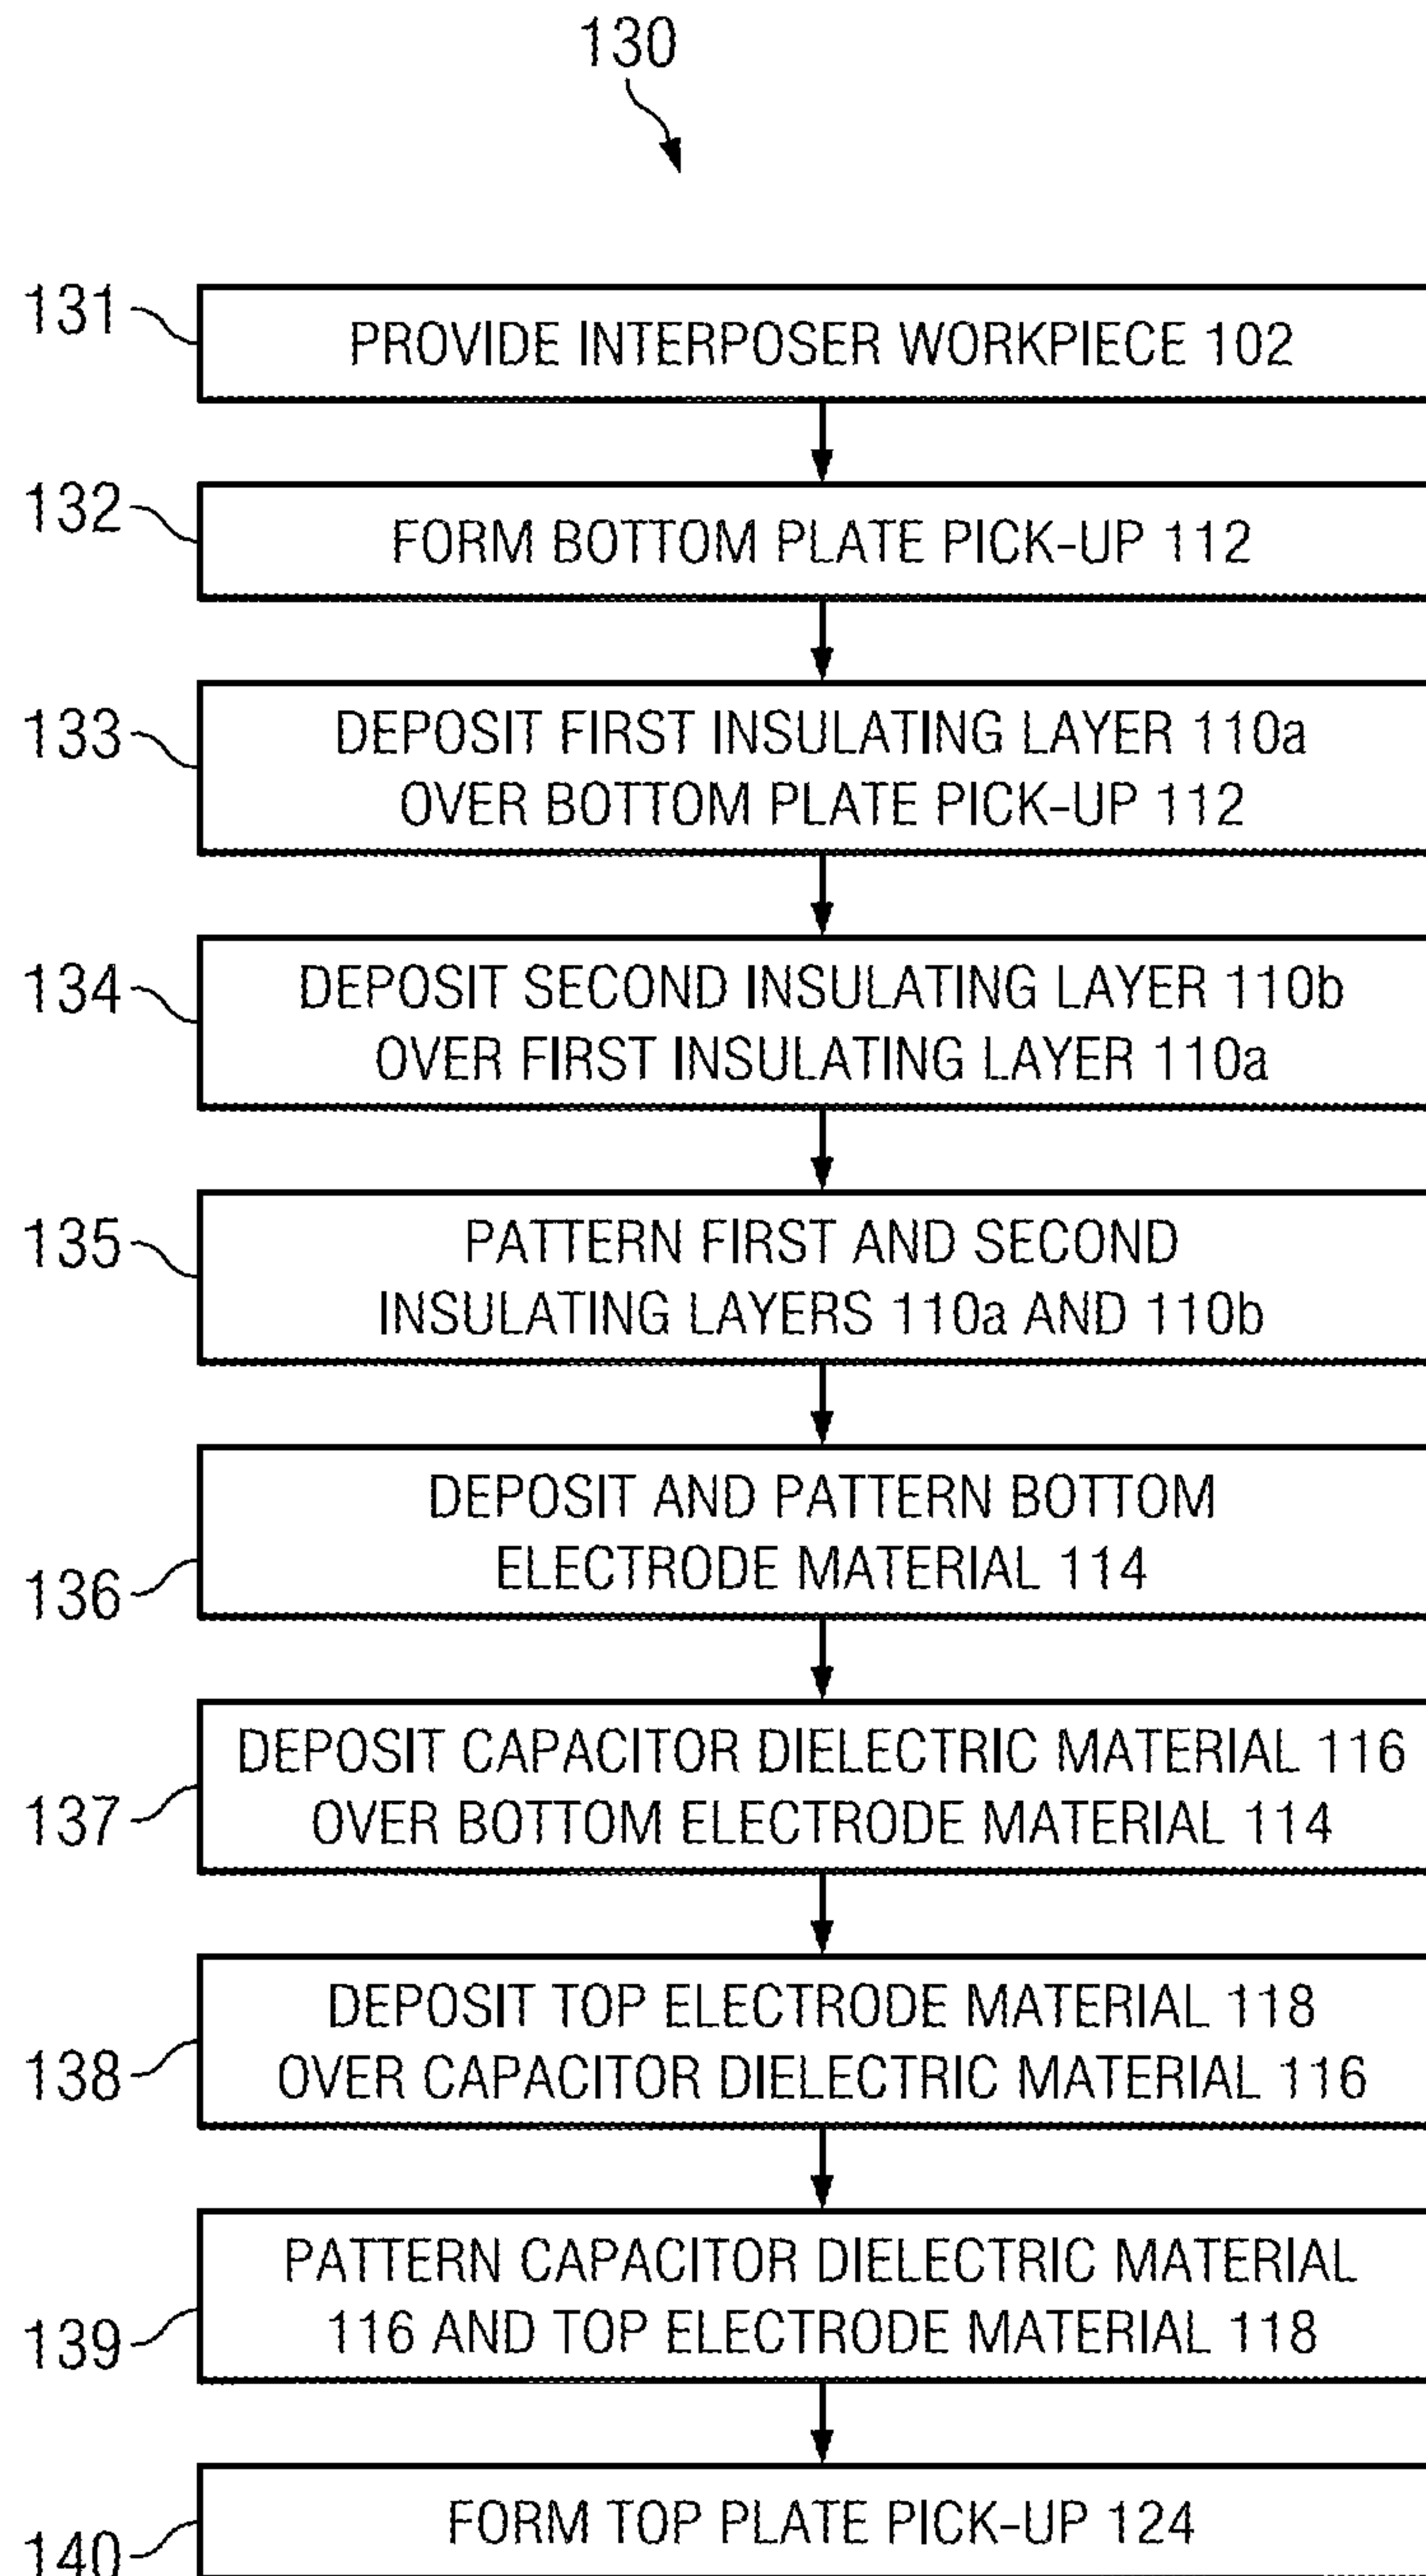 130
131
PROVIDE INTERPOSER WORKPIECE 102
132
FORM BOTTOM PLATE PICK-UP 112
133
DEPOSIT FIRST INSULATING LAYER 110a
OVER BOTTOM PLATE PICK-UP 112
134
DEPOSIT SECOND INSULATING LAYER 110b
OVER FIRST INSULATING LAYER 110a
135
PATTERN FIRST AND SECOND
INSULATING LAYERS 110a AND 110b
136
DEPOSIT AND PATTERN BOTTOM
ELECTRODE MATERIAL 114
137
DEPOSIT CAPACITOR DIELECTRIC MATERIAL 116
OVER BOTTOM ELECTRODE MATERIAL 114
138
DEPOSIT TOP ELECTRODE MATERIAL 118
OVER CAPACITOR DIELECTRIC MATERIAL 116
139
PATTERN CAPACITOR DIELECTRIC MATERIAL
116 AND TOP ELECTRODE MATERIAL 118
140
FORM TOP PLATE PICK-UP 124